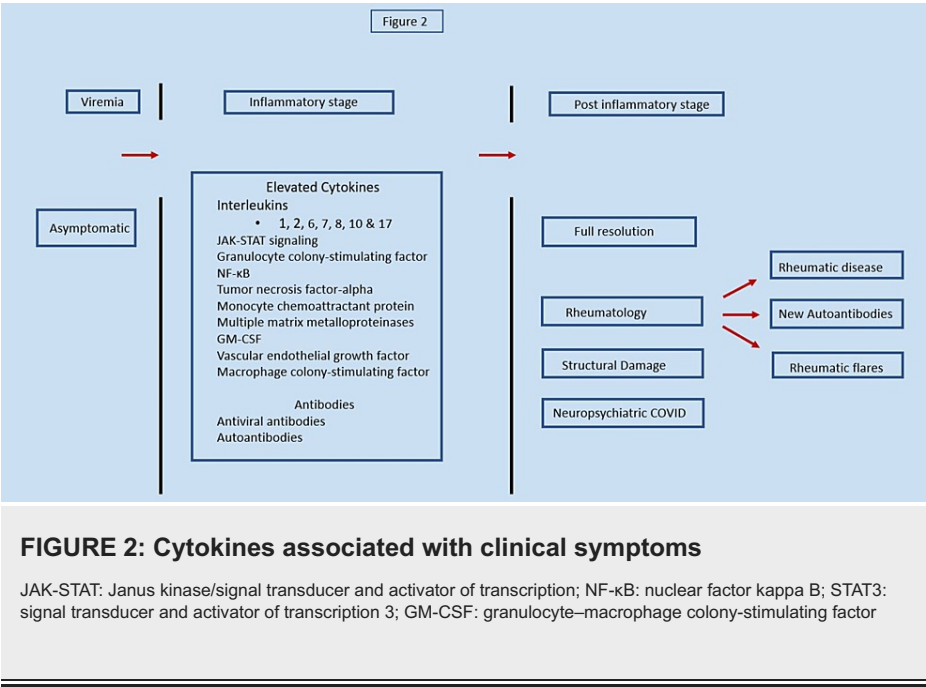 Figure 2
Viremia
Inflammatory stage
Post inflammatory stage
Asymptomatic
Elevated Cytokines
Interleukins
• 1, 2, 6, 7, 8, 10 & 17
JAK-STAT signaling
Granulocyte colony-stimulating factor
NF-κB
Tumor necrosis factor-alpha
Monocyte chemoattractant protein
Multiple matrix metalloproteinases
GM-CSF
Vascular endothelial growth factor
Macrophage colony-stimulating factor
Antibodies
Antiviral antibodies
Autoantibodies
Full resolution
Rheumatology
Structural Damage
Neuropsychiatric COVID
Rheumatic disease
New Autoantibodies
Rheumatic flares
FIGURE 2: Cytokines associated with clinical symptoms
JAK-STAT: Janus kinase/signal transducer and activator of transcription; NF-κB: nuclear factor kappa B; STAT3:
signal transducer and activator of transcription 3; GM-CSF: granulocyte–macrophage colony-stimulating factor